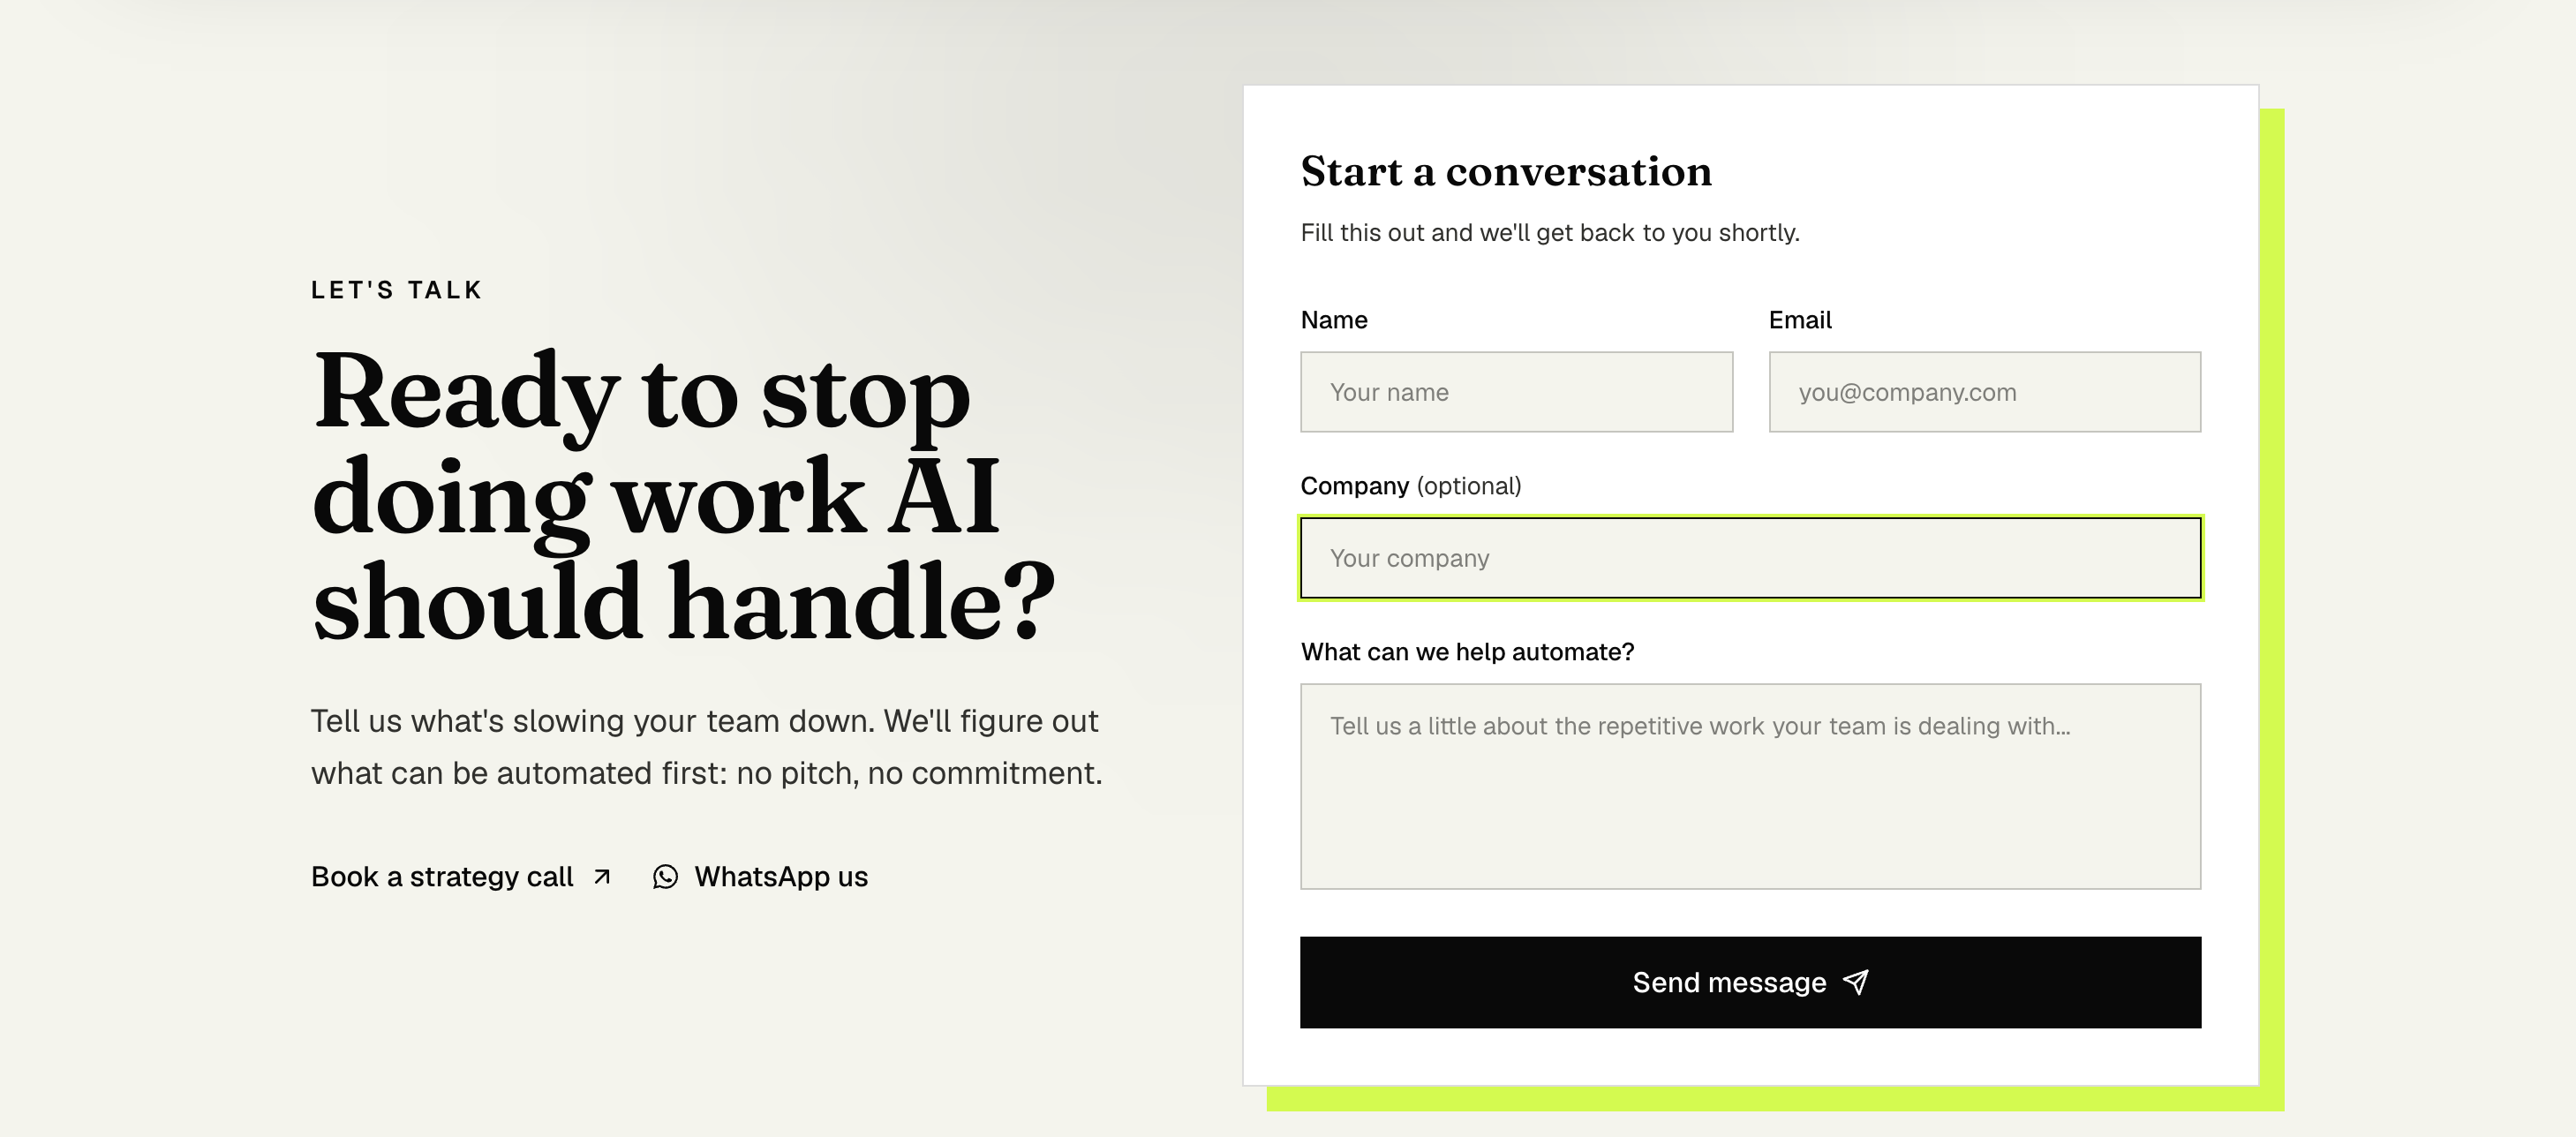 LET'S TALK
Ready to stop
doing work AI
should handle?
Tell us what's slowing your team down. We'll figure out
what can be automated first: no pitch, no commitment.
Book a strategy call
WhatsApp us
Start a conversation
Fill this out and we'll get back to you shortly.
Name
Email
Your name
you@company.com
Company (optional)
Your company
What can we help automate?
Tell us a little about the repetitive work your team is dealing with...
Send message